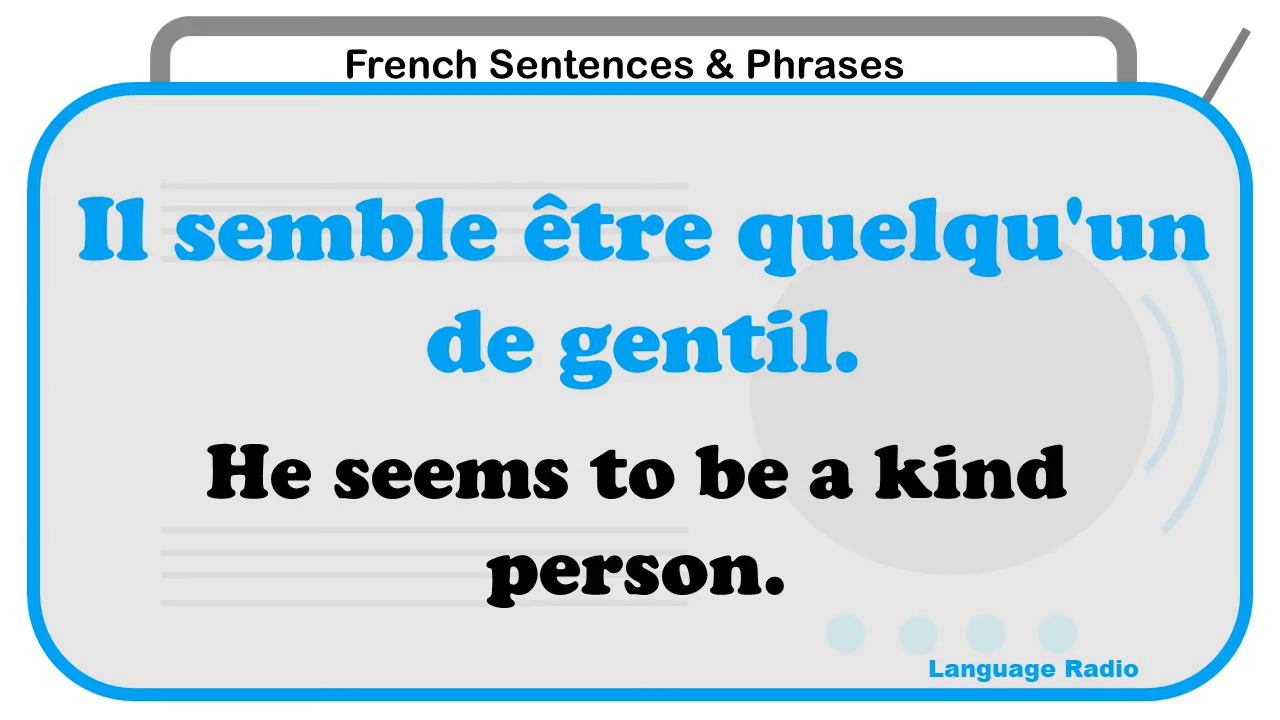 French Sentences & Phrases
Il semble être quelqu'un
de gentil.
He seems to be a kind
person.
Language Radio